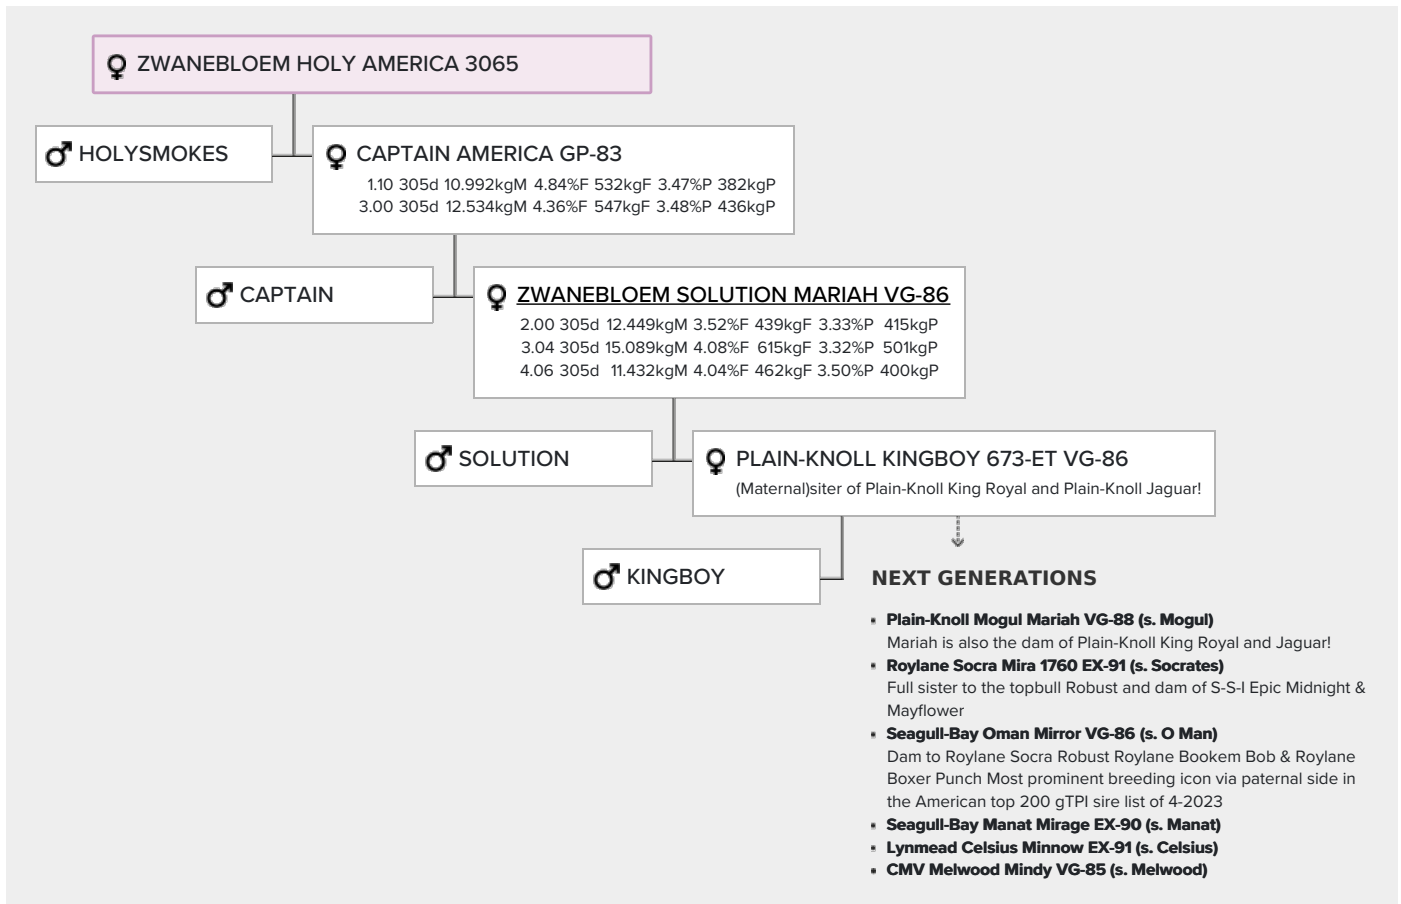 ZWANEBLOEM HOLY AMERICA 3065
HOLYSMOKES
CAPTAIN AMERICA GP-83
1.10 305d 10.992kgM 4.84%F 532kgF 3.47%P 382kgP
3.00 305d 12.534kgM 4.36%F 547kgF 3.48%P 436kgP
CAPTAIN
ZWANEBLOEM SOLUTION MARIAH VG-86
2.00 305d 12.449kgM 3.52%F 439kgF 3.33%P 415kgP
3.04 305d 15.089kgM 4.08%F 615kgF 3.32%P 501kgP
4.06 305d 11.432kgM 4.04%F 462kgF 3.50%P 400kgP
SOLUTION
PLAIN-KNOLL KINGBOY 673-ET VG-86
(Maternal)siter of Plain-Knoll King Royal and Plain-Knoll Jaguar!
KINGBOY
NEXT GENERATIONS
Plain-Knoll Mogul Mariah VG-88 (s. Mogul)
Mariah is also the dam of Plain-Knoll King Royal and Jaguar!
Roylane Socra Mira 1760 EX-91 (s. Socrates)
Full sister to the topbull Robust and dam of S-S-I Epic Midnight &
Mayflower
Seagull-Bay Oman Mirror VG-86 (s. O Man)
Dam to Roylane Socra Robust Roylane Bookem Bob & Roylane
Boxer Punch Most prominent breeding icon via paternal side in
the American top 200 gTPI sire list of 4-2023
Seagull-Bay Manat Mirage EX-90 (s. Manat)
Lynmead Celsius Minnow EX-91 (s. Celsius)
CMV Melwood Mindy VG-85 (s. Melwood)